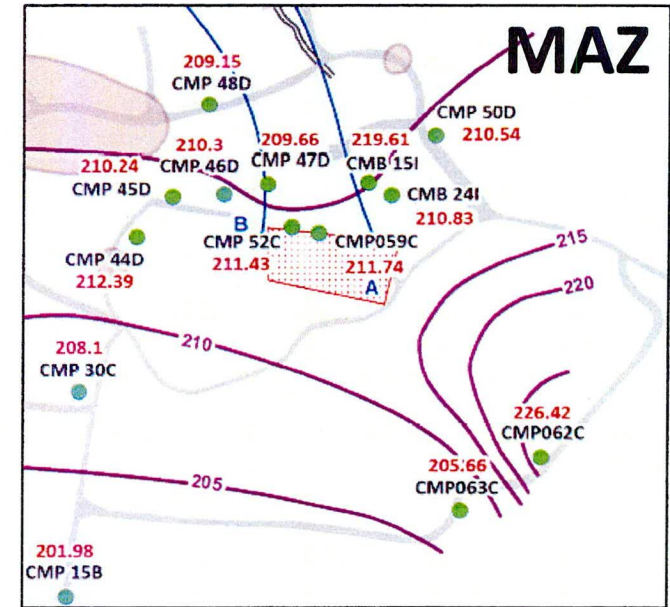 MAZ
209.15
CMP 48D
CMP 50D
210.54
210.3
CMP 46D
209.66
CMP 47D
219.61
CMB 15I
210.24
CMP 45D
CMB 24I
210.83
B
CMP 52C
211.43
CMP059C
211.74
A
CMP 44D
212.39
215
220
210
208.1
CMP 30C
226.42
CMP062C
205.66
CMP063C
205
201.98
CMP 15B